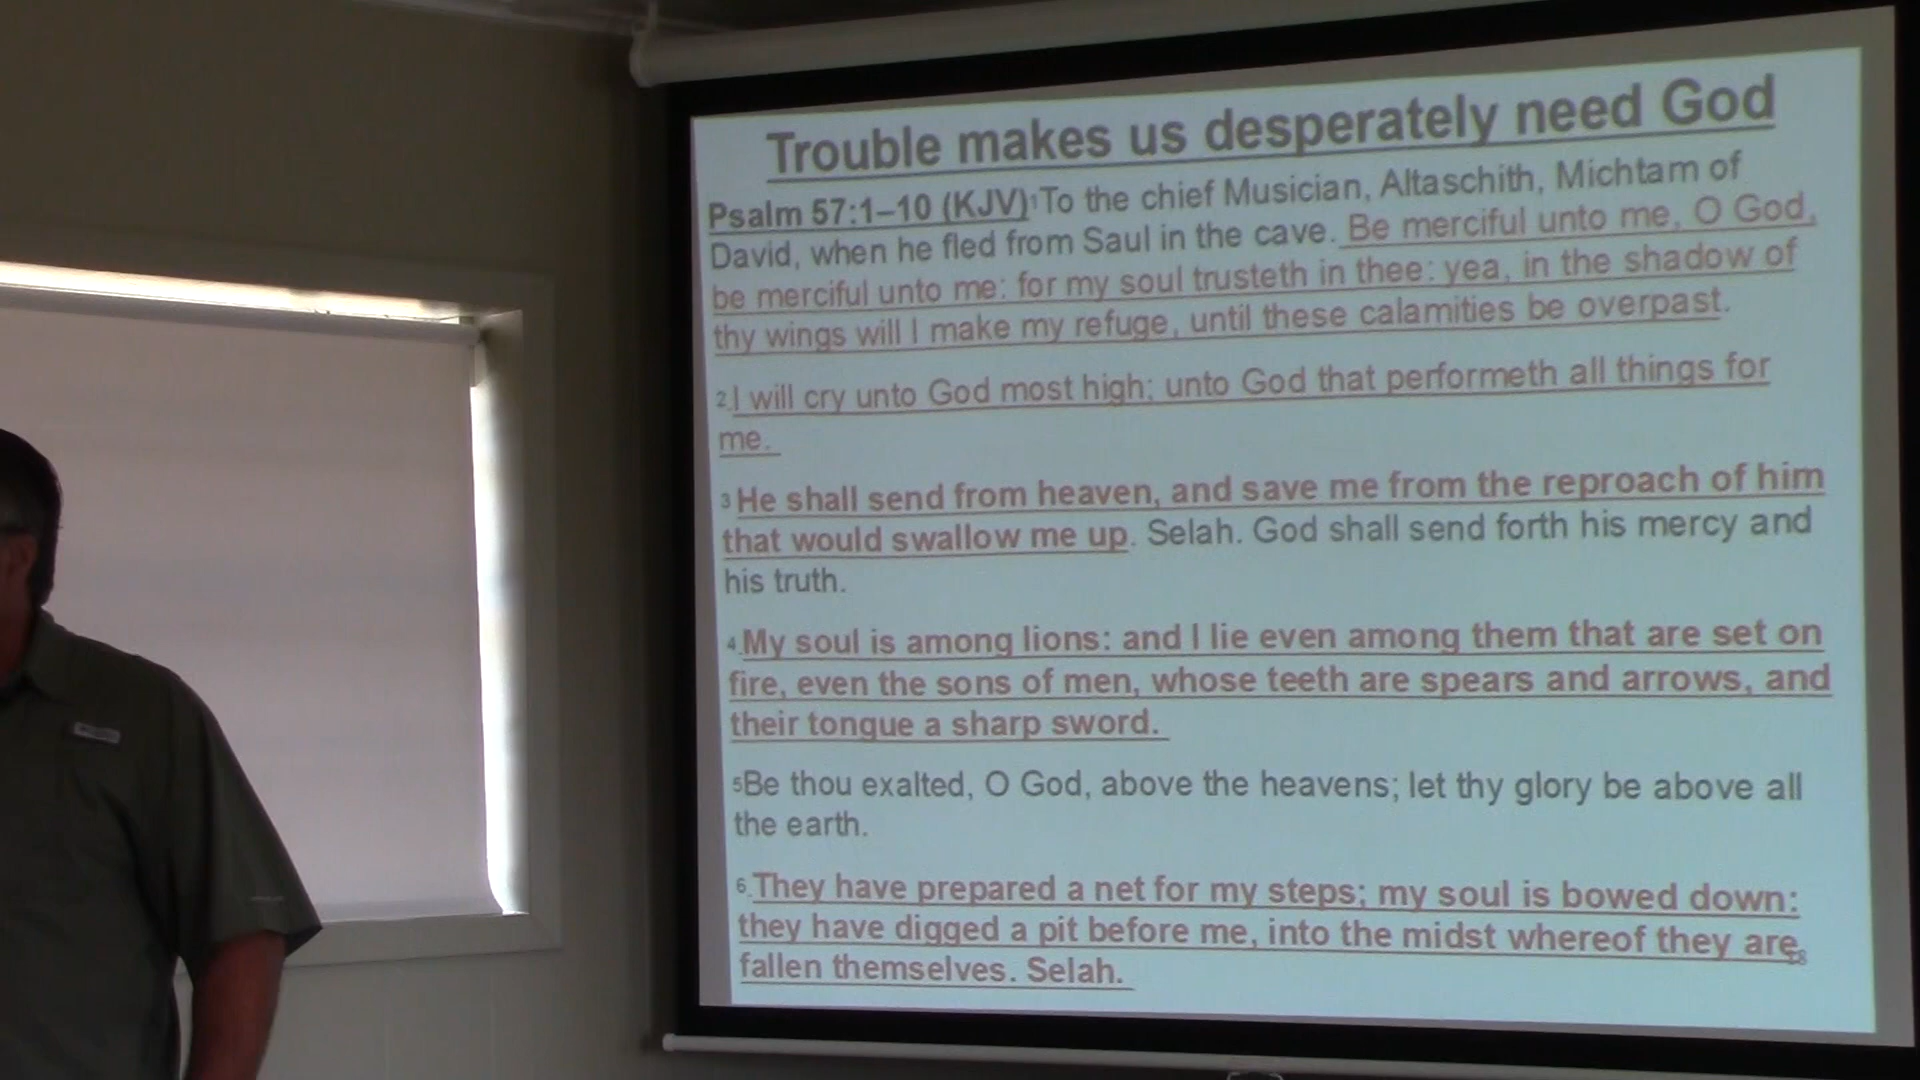 Trouble makes us desperately need God
Psalm 57:1–10 (KJV) 1 To the chief Musician, Altaschith, Michtam of
David, when he fled from Saul in the cave. Be merciful unto me, O God,
be merciful unto me: for my soul trusteth in thee: yea, in the shadow of
thy wings will I make my refuge, until these calamities be overpast.
2 I will cry unto God most high; unto God that performeth all things for
me.
3 He shall send from heaven, and save me from the reproach of him
that would swallow me up. Selah. God shall send forth his mercy and
his truth.
4 My soul is among lions: and I lie even among them that are set on
fire, even the sons of men, whose teeth are spears and arrows, and
their tongue a sharp sword.
5 Be thou exalted, O God, above the heavens; let thy glory be above all
the earth.
6 They have prepared a net for my steps; my soul is bowed down:
they have digged a pit before me, into the midst whereof they are
fallen themselves. Selah.